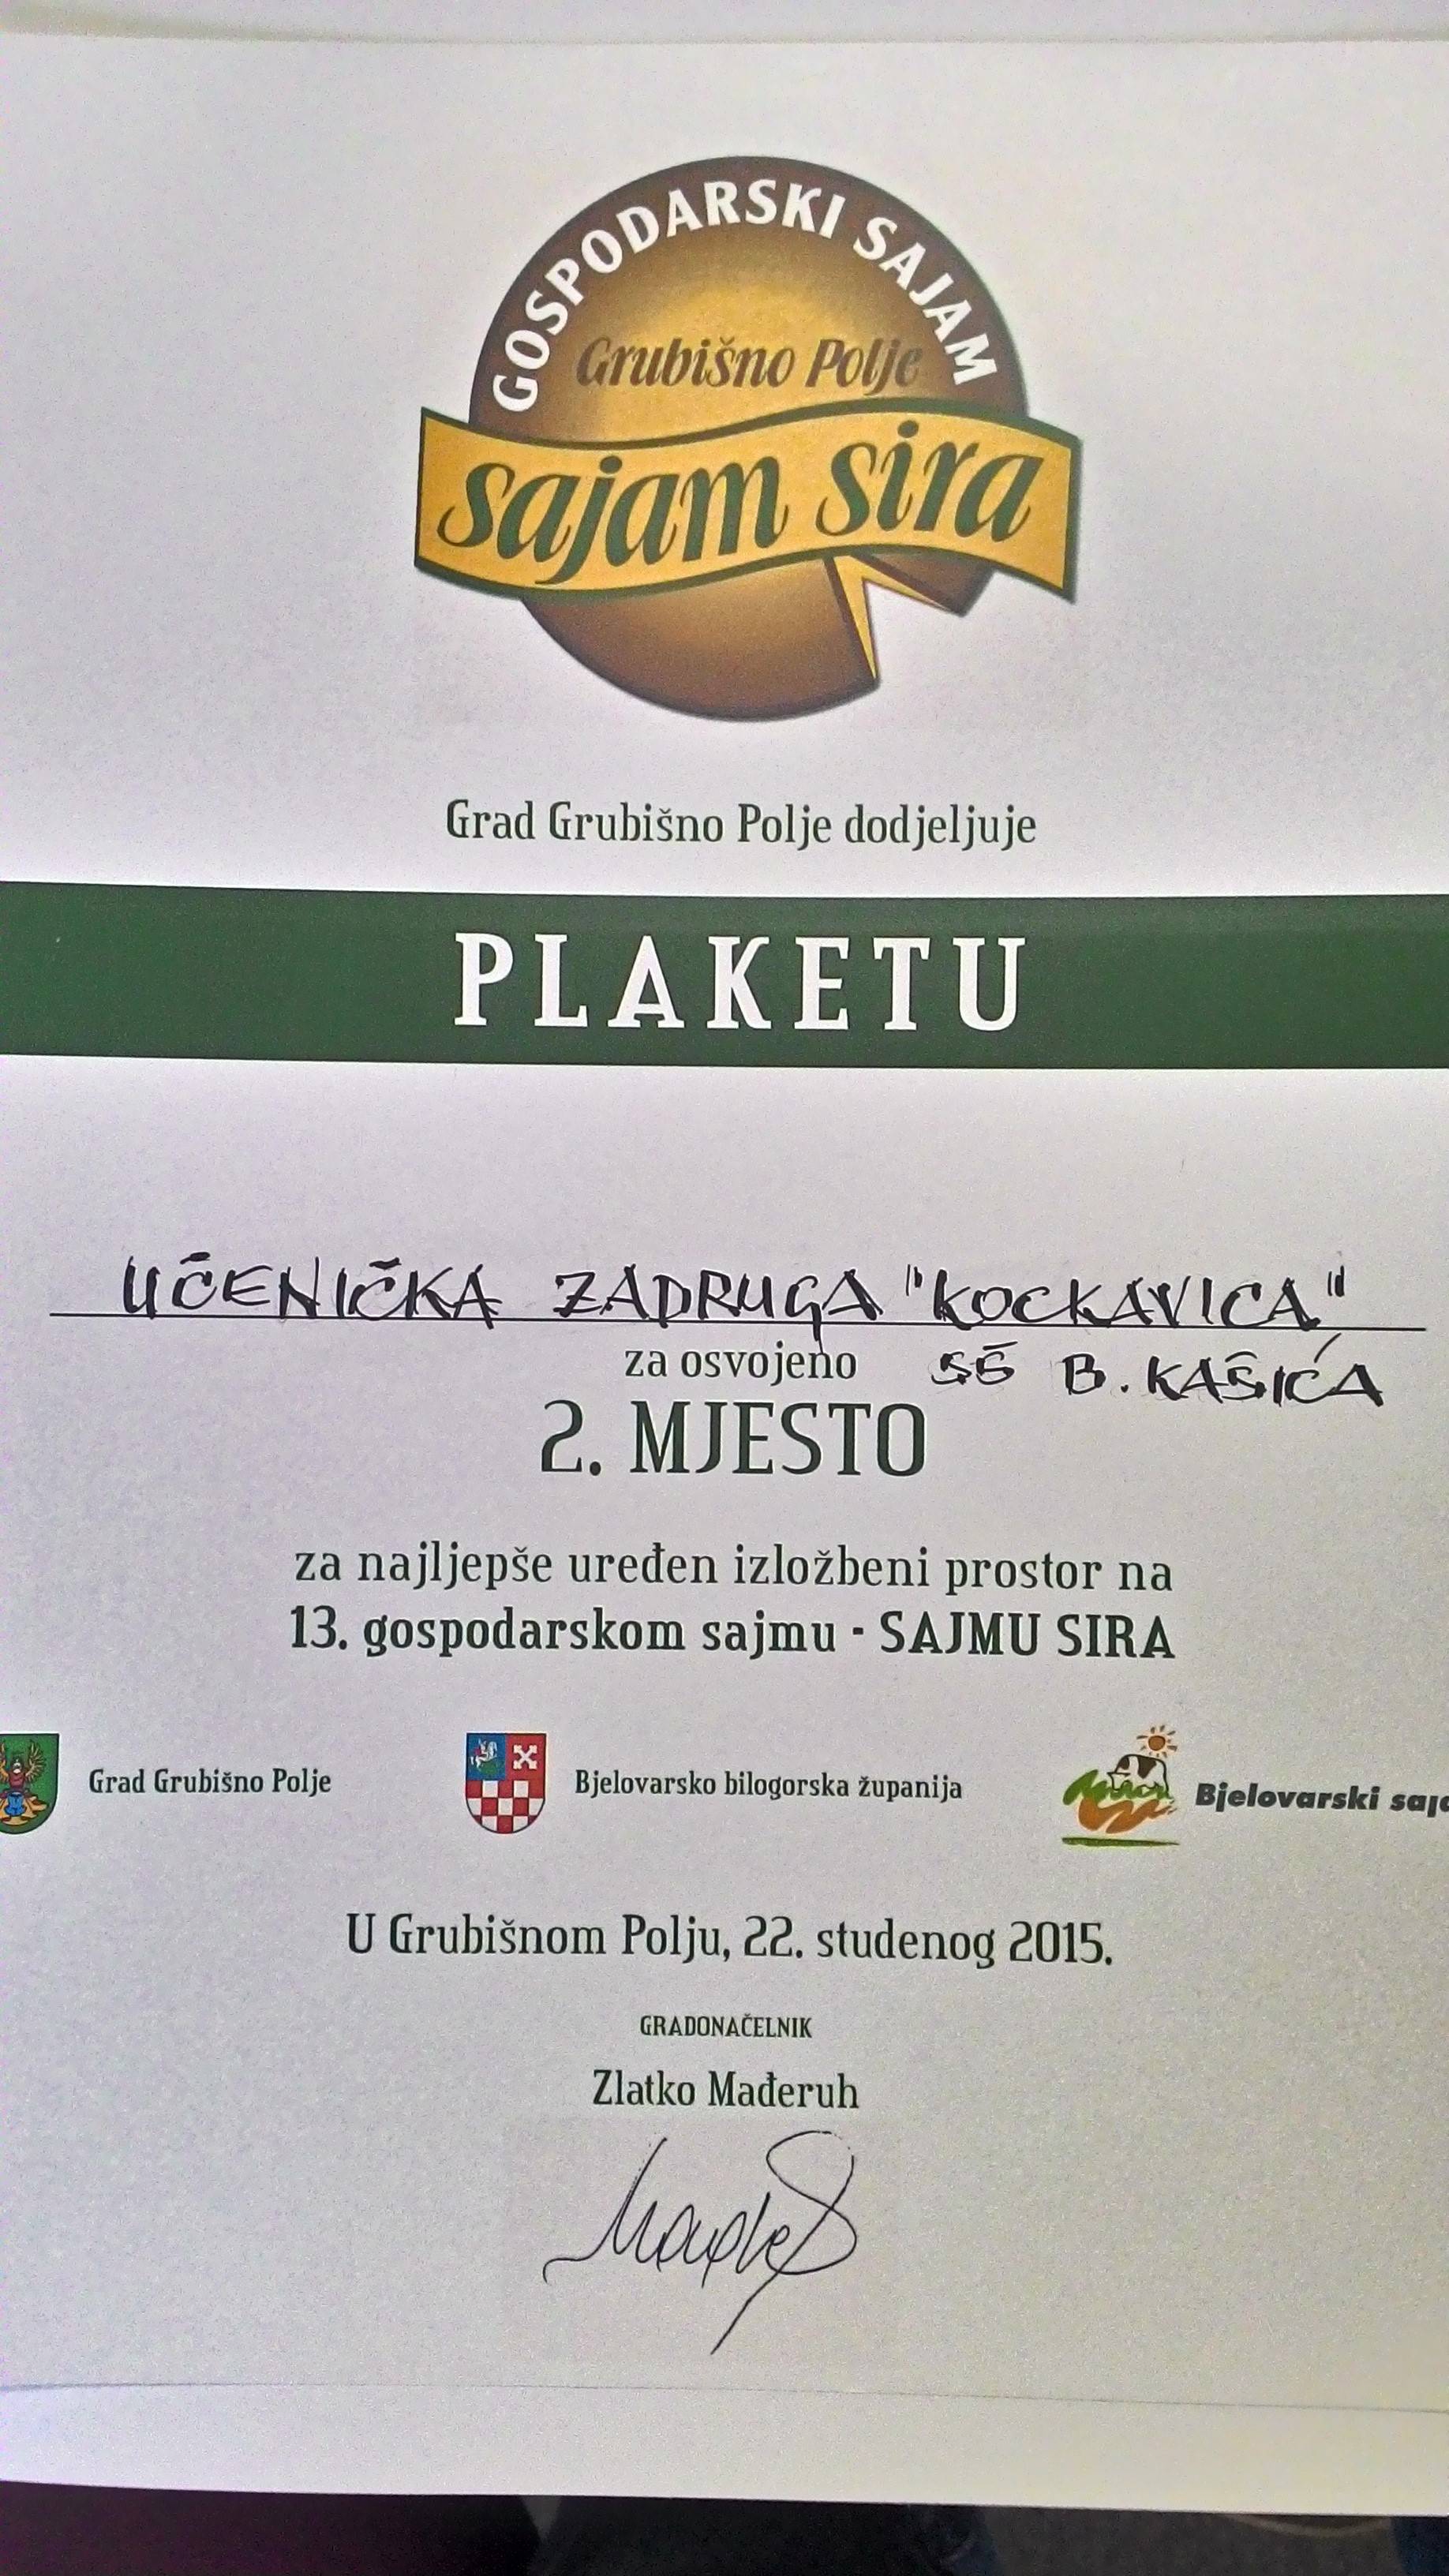 GOSPODARSKI SAJAM
Grubišno Polje
sajam sira
Grad Grubišno Polje dodjeljuje
PLAKETU
UČENIČKA ZADRUGA "KOCKAVICA"
za osvojeno SŠ B. KAŠIĆA
2. MJESTO
za najljepše uređen izložbeni prostor na
13. gospodarskom sajmu - SAJMU SIRA
Grad Grubišno Polje
Bjelovarsko bilogorska županija
Bjelovarski saj
U Grubišnom Polju, 22. studenog 2015.
GRADONAČELNIK
Zlatko Mađeruh